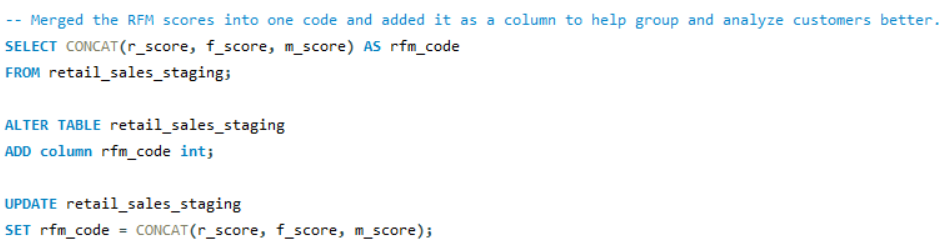 -- Merged the RFM scores into one code and added it as a column to help group and analyze customers better.
SELECT CONCAT(r_score, f_score, m_score) AS rfm_code
FROM retail_sales_staging;
ALTER TABLE retail_sales_staging
ADD column rfm_code int;
UPDATE retail_sales_staging
SET rfm_code = CONCAT(r_score, f_score, m_score);